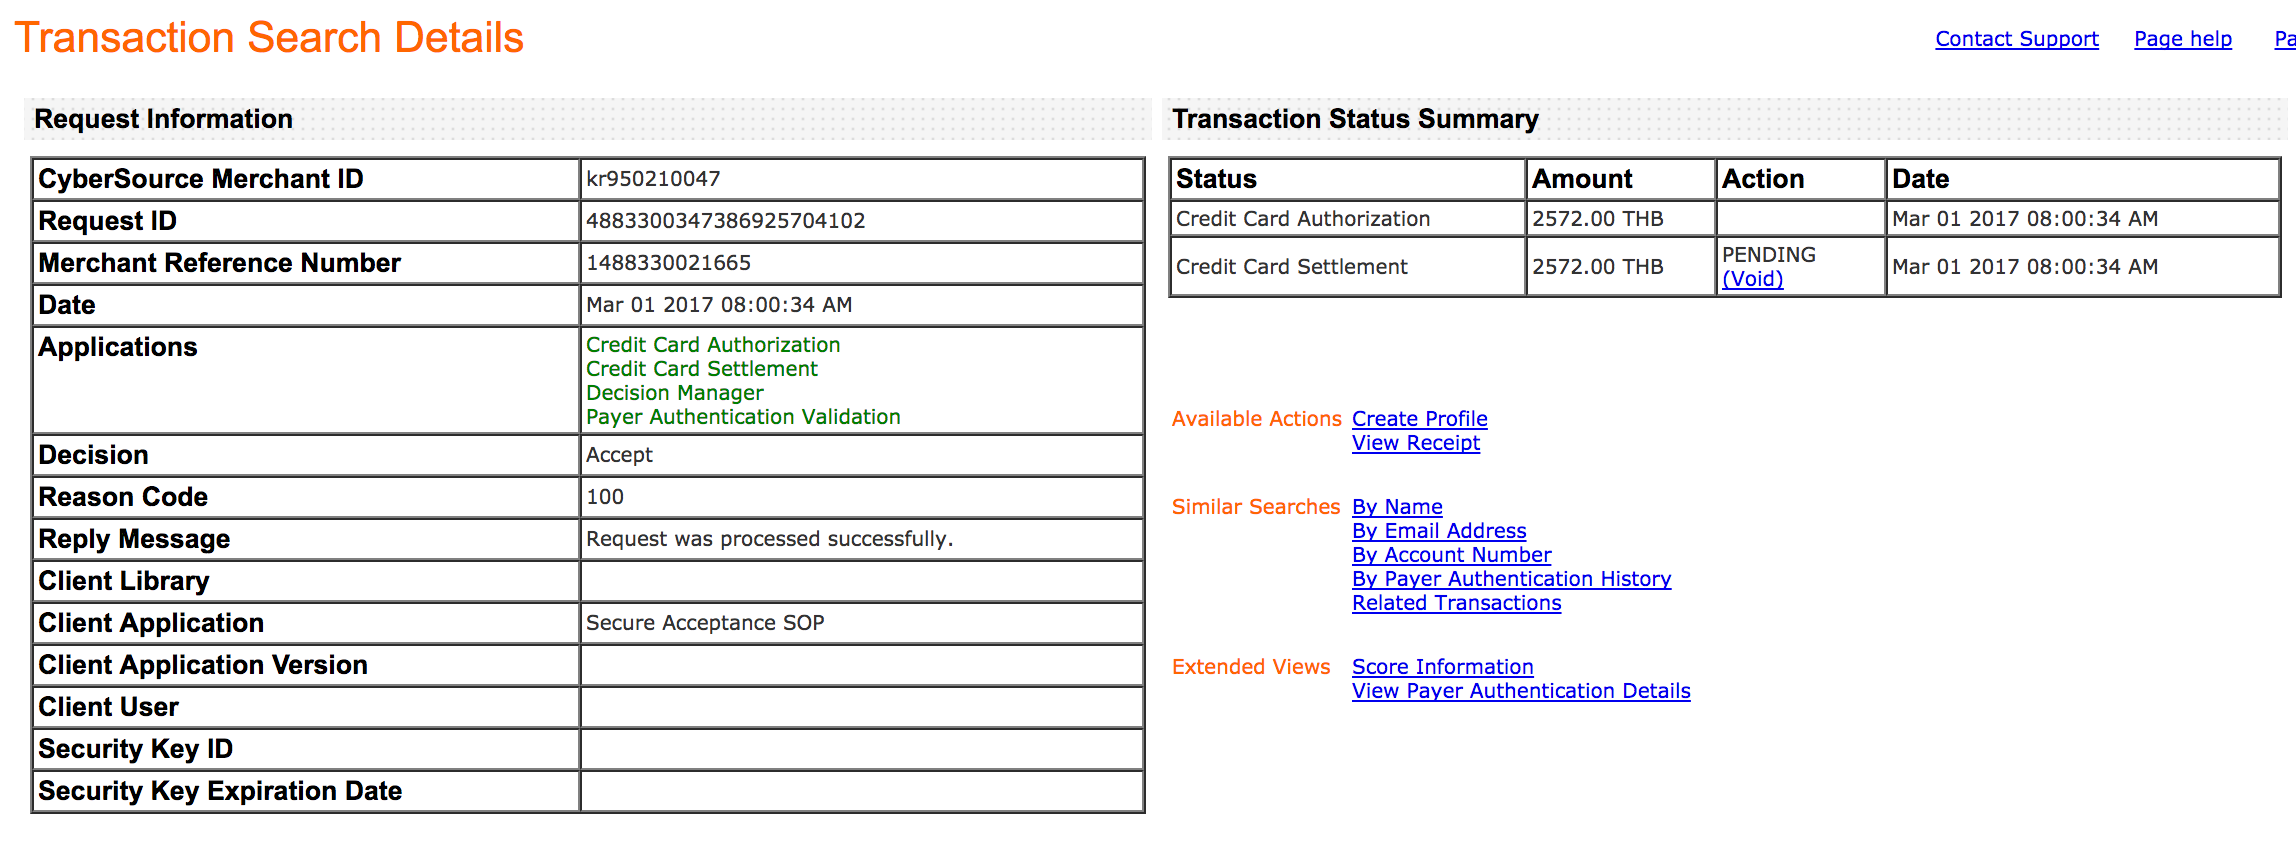 Transaction Search Details
Contact Support Page help Pa
Request Information
CyberSource Merchant ID kr950210047
Request ID 4883300347386925704102
Merchant Reference Number 1488330021665
Date Mar 01 2017 08:00:34 AM
Applications Credit Card Authorization
Credit Card Settlement
Decision Manager
Payer Authentication Validation
Decision Accept
Reason Code 100
Reply Message Request was processed successfully.
Client Library
Client Application Secure Acceptance SOP
Client Application Version
Client User
Security Key ID
Security Key Expiration Date
Transaction Status Summary
Status Amount Action Date
Credit Card Authorization 2572.00 THB Mar 01 2017 08:00:34 AM
Credit Card Settlement 2572.00 THB PENDING (Void) Mar 01 2017 08:00:34 AM
Available Actions Create Profile
View Receipt
Similar Searches By Name
By Email Address
By Account Number
By Payer Authentication History
Related Transactions
Extended Views Score Information
View Payer Authentication Details